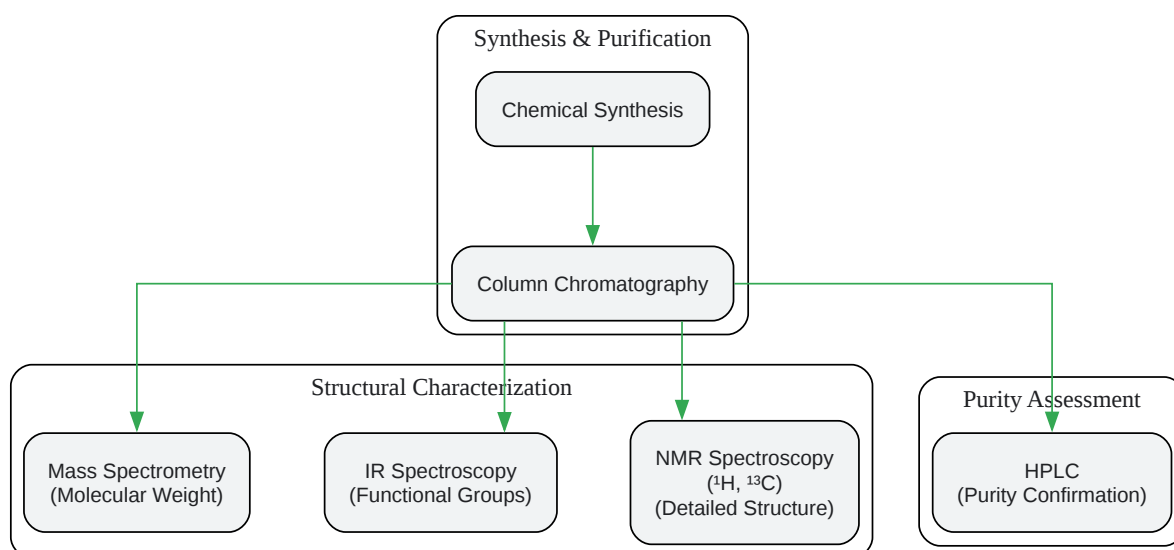 Synthesis & Purification
Chemical Synthesis
Column Chromatography
Structural Characterization
Mass Spectrometry
(Molecular Weight)
IR Spectroscopy
(Functional Groups)
NMR Spectroscopy
(¹H, ¹³C)
(Detailed Structure)
Purity Assessment
HPLC
(Purity Confirmation)